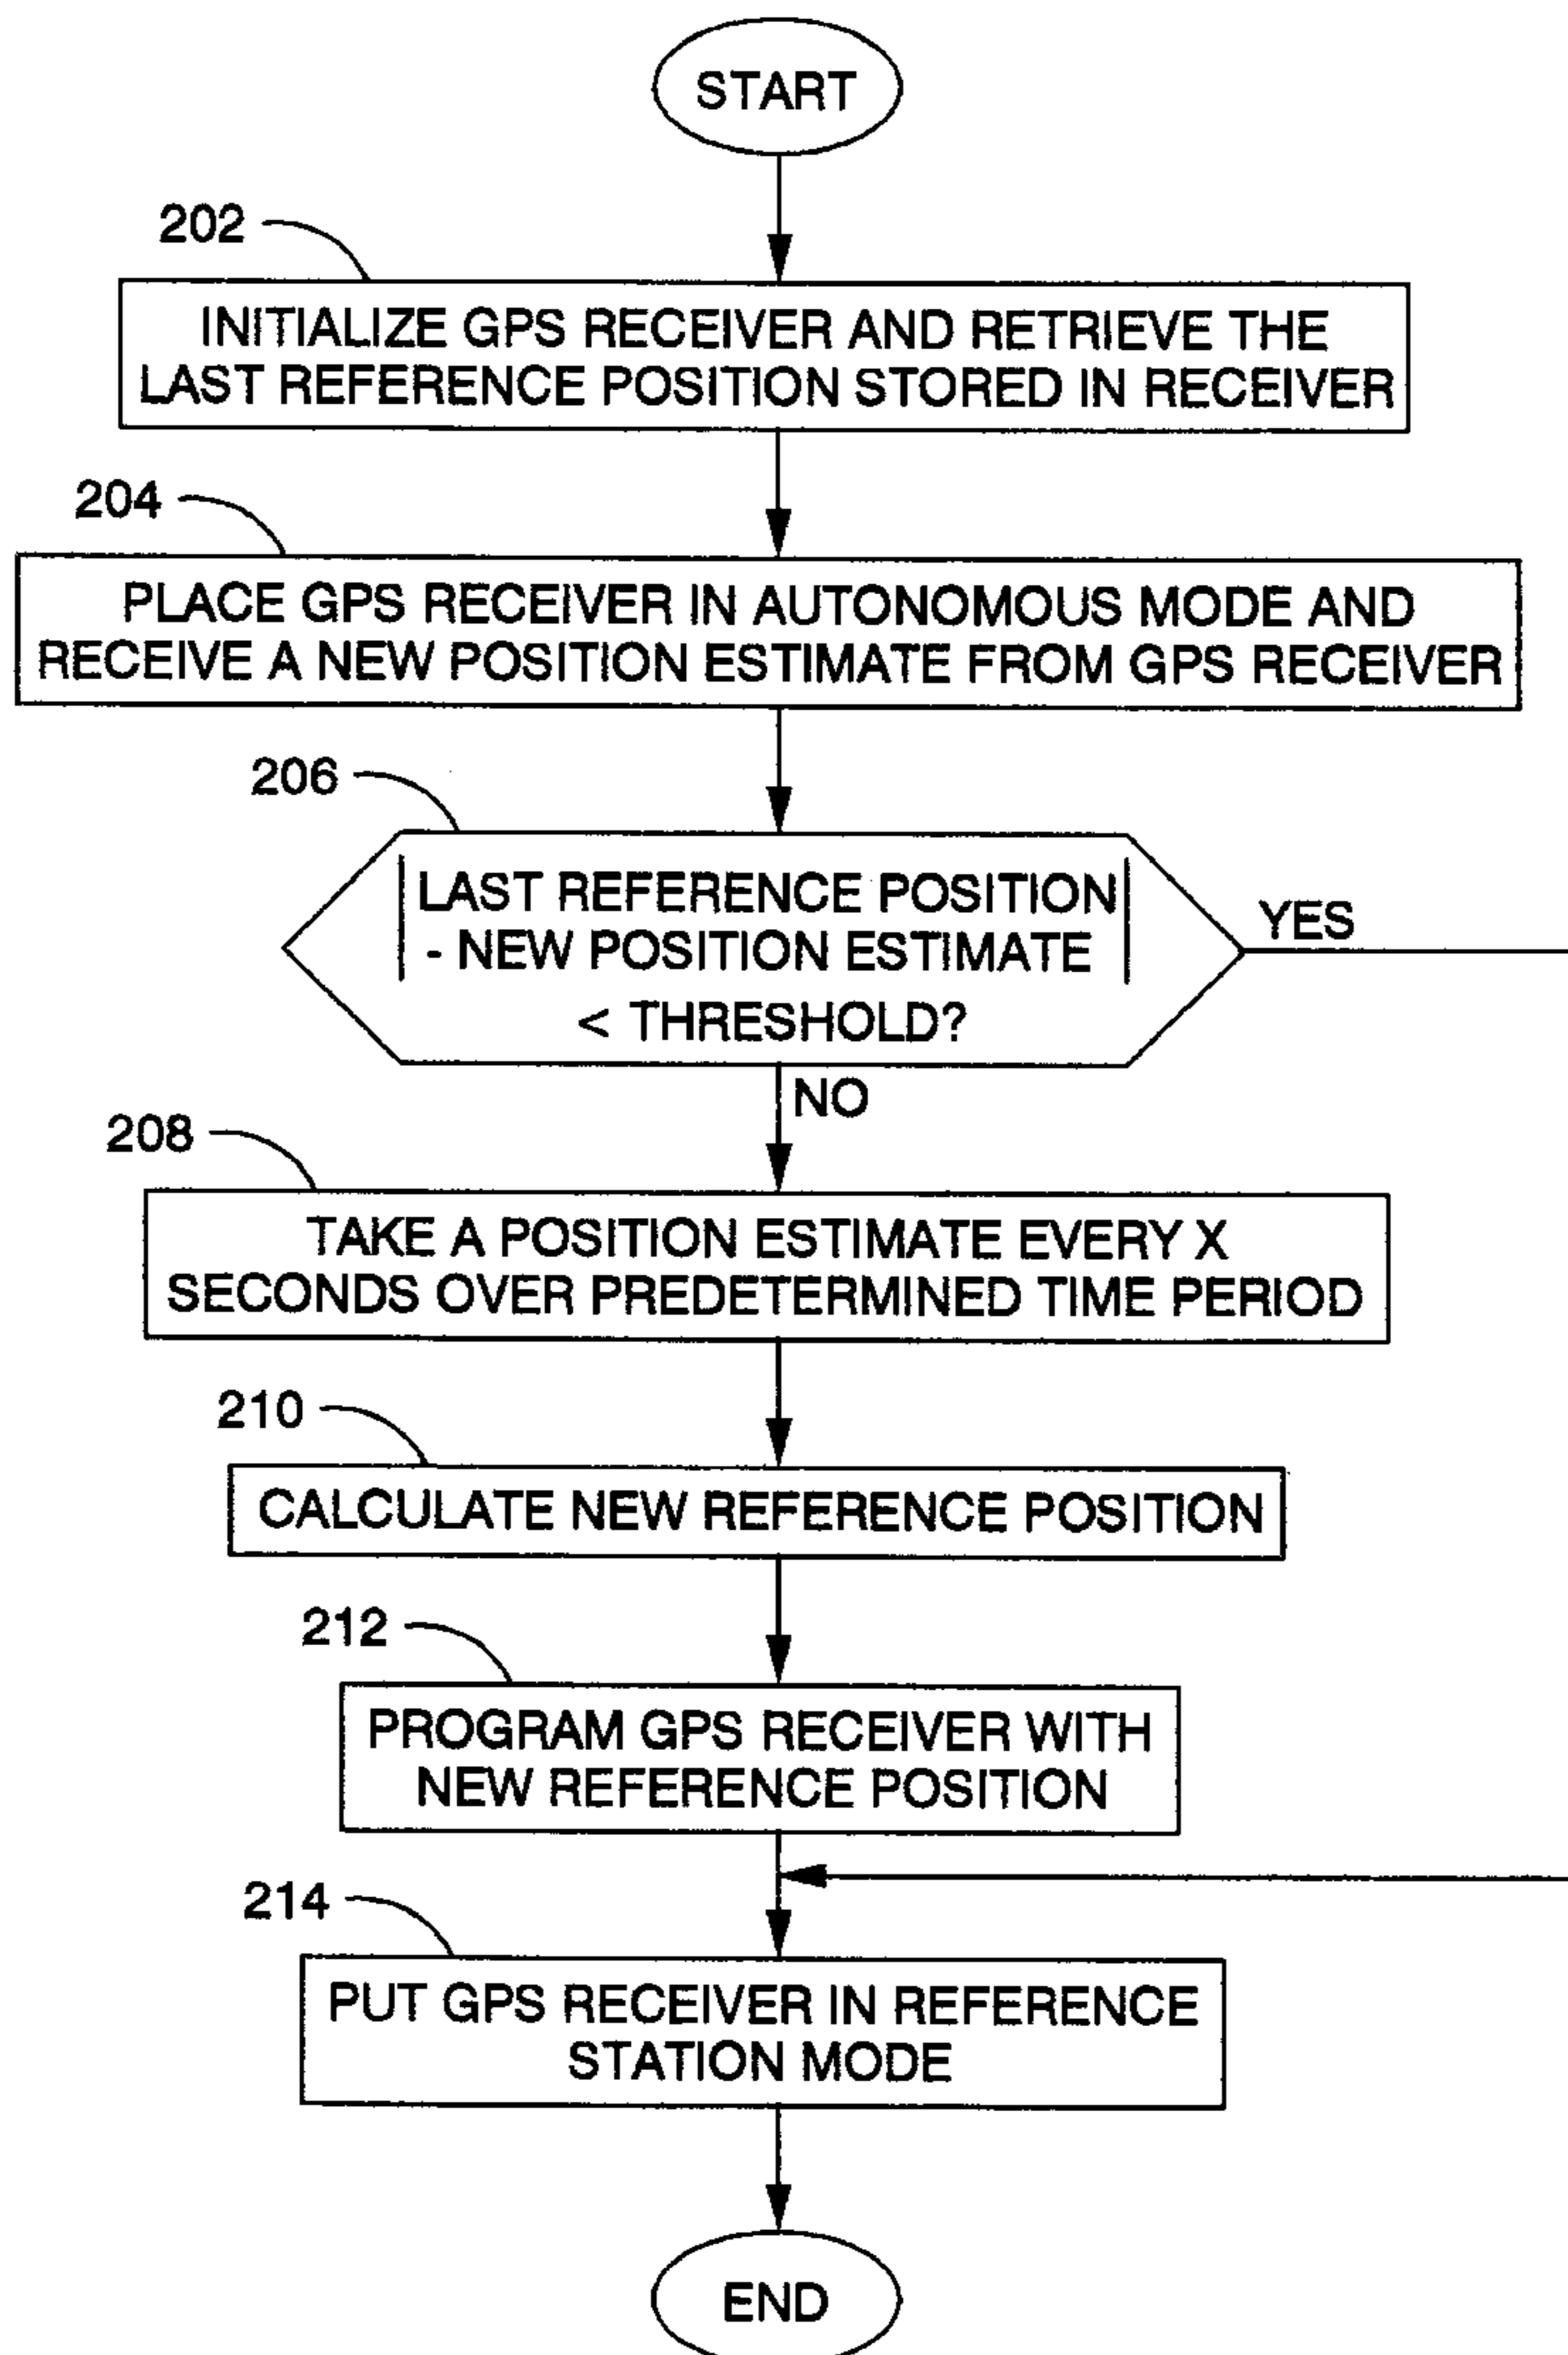 START
202
INITIALIZE GPS RECEIVER AND RETRIEVE THE
LAST REFERENCE POSITION STORED IN RECEIVER
204
PLACE GPS RECEIVER IN AUTONOMOUS MODE AND
RECEIVE A NEW POSITION ESTIMATE FROM GPS RECEIVER
206
LAST REFERENCE POSITION
- NEW POSITION ESTIMATE
< THRESHOLD?
YES
NO
208
TAKE A POSITION ESTIMATE EVERY X
SECONDS OVER PREDETERMINED TIME PERIOD
210
CALCULATE NEW REFERENCE POSITION
212
PROGRAM GPS RECEIVER WITH
NEW REFERENCE POSITION
214
PUT GPS RECEIVER IN REFERENCE
STATION MODE
END